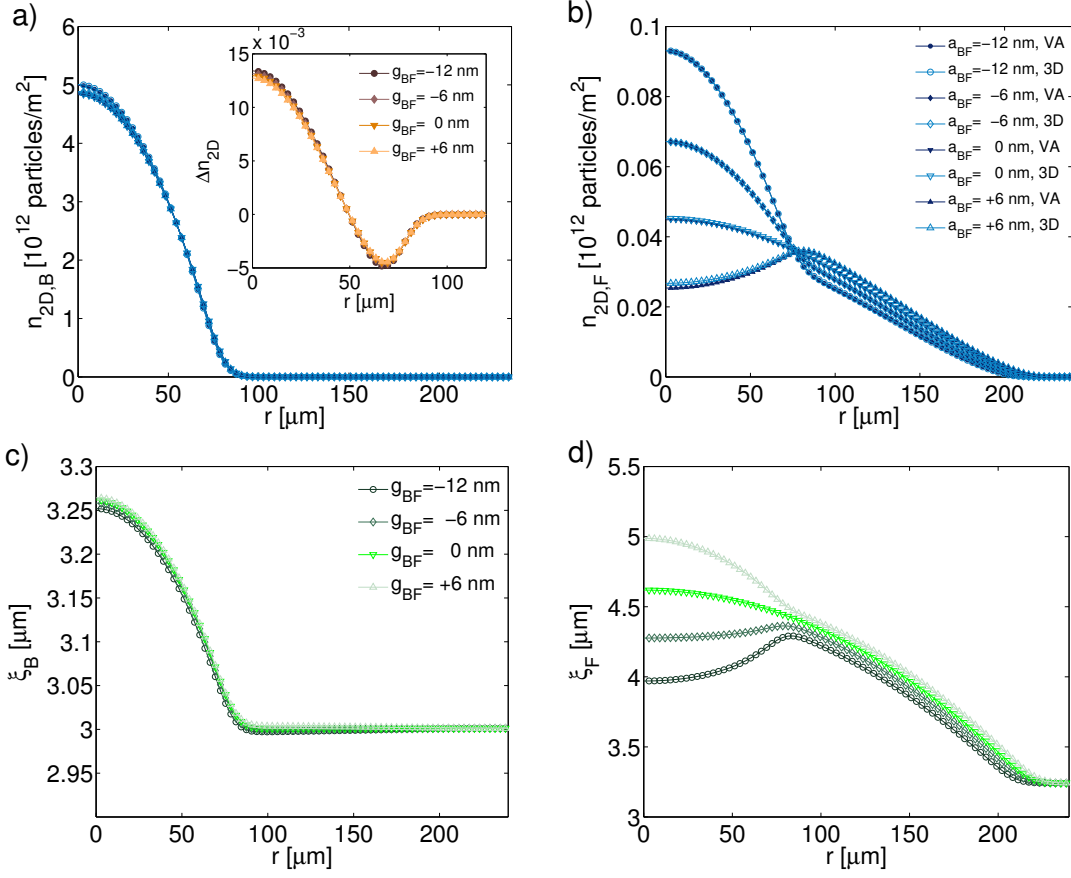 a)
6
5
4
3
2
1
0
n2D,B [10^12 particles/m^2]
0 50 100 150 200
r [μm]
x 10^-3
15
10
5
0
−5
Δn2D
0 50 100
r [μm]
gBF=−12 nm
gBF= −6 nm
gBF= 0 nm
gBF= +6 nm
b)
0.1
0.08
0.06
0.04
0.02
0
n2D,F [10^12 particles/m^2]
0 50 100 150 200
r [μm]
aBF=−12 nm, VA
aBF=−12 nm, 3D
aBF= −6 nm, VA
aBF= −6 nm, 3D
aBF= 0 nm, VA
aBF= 0 nm, 3D
aBF= +6 nm, VA
aBF= +6 nm, 3D
c)
3.3
3.25
3.2
3.15
3.1
3.05
3
2.95
ξB [μm]
0 50 100 150 200
r [μm]
gBF=−12 nm
gBF= −6 nm
gBF= 0 nm
gBF= +6 nm
d)
5.5
5
4.5
4
3.5
3
ξF [μm]
0 50 100 150 200
r [μm]